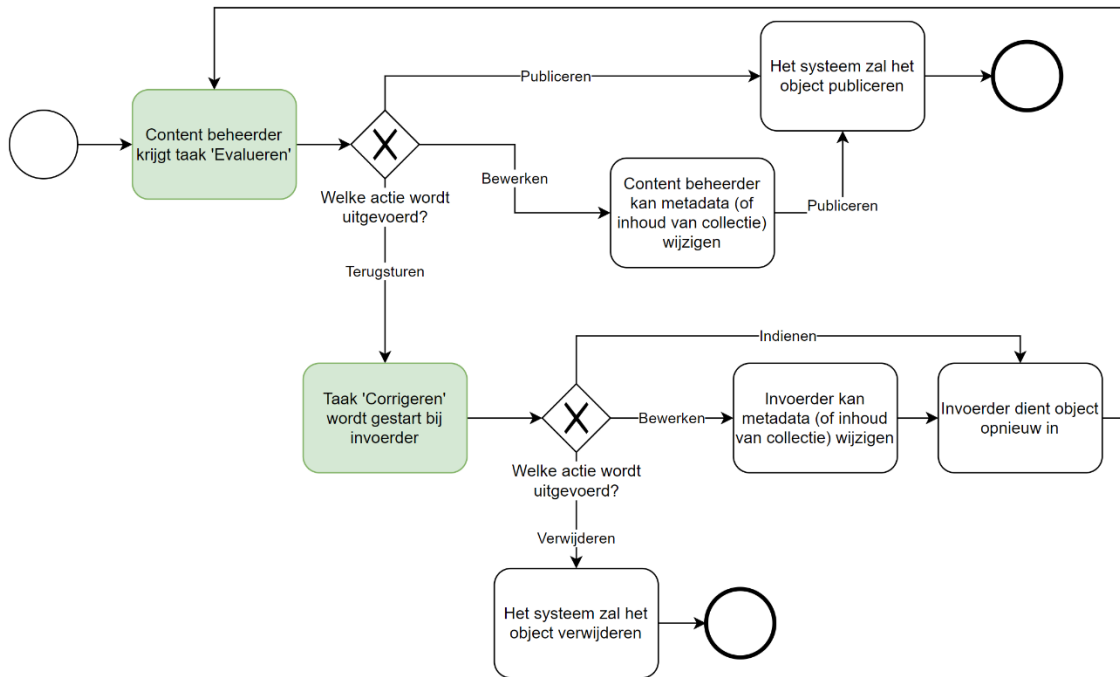 Het systeem zal het
object publiceren
Publiceren
Content beheerder
krijgt taak 'Evalueren'
Bewerken
Content beheerder
kan metadata (of
inhoud van collectie)
wijzigen
Publiceren
Welke actie wordt
uitgevoerd?
Terugsturen
Indienen
Taak 'Corrigeren'
wordt gestart bij
invoerder
Bewerken
Invoerder kan
metadata (of inhoud
van collectie) wijzigen
Invoerder dient object
opnieuw in
Welke actie wordt
uitgevoerd?
Verwijderen
Het systeem zal het
object verwijderen